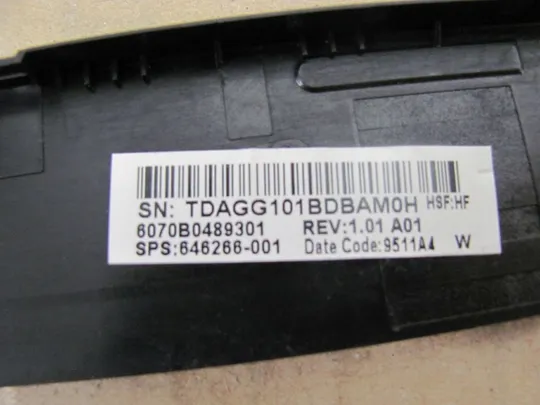 SN: TDAGG101BDBAM0H HSF:HF
6070B0489301 REV:1.01 A01
SPS:646266-001 Date Code:9511A4 W